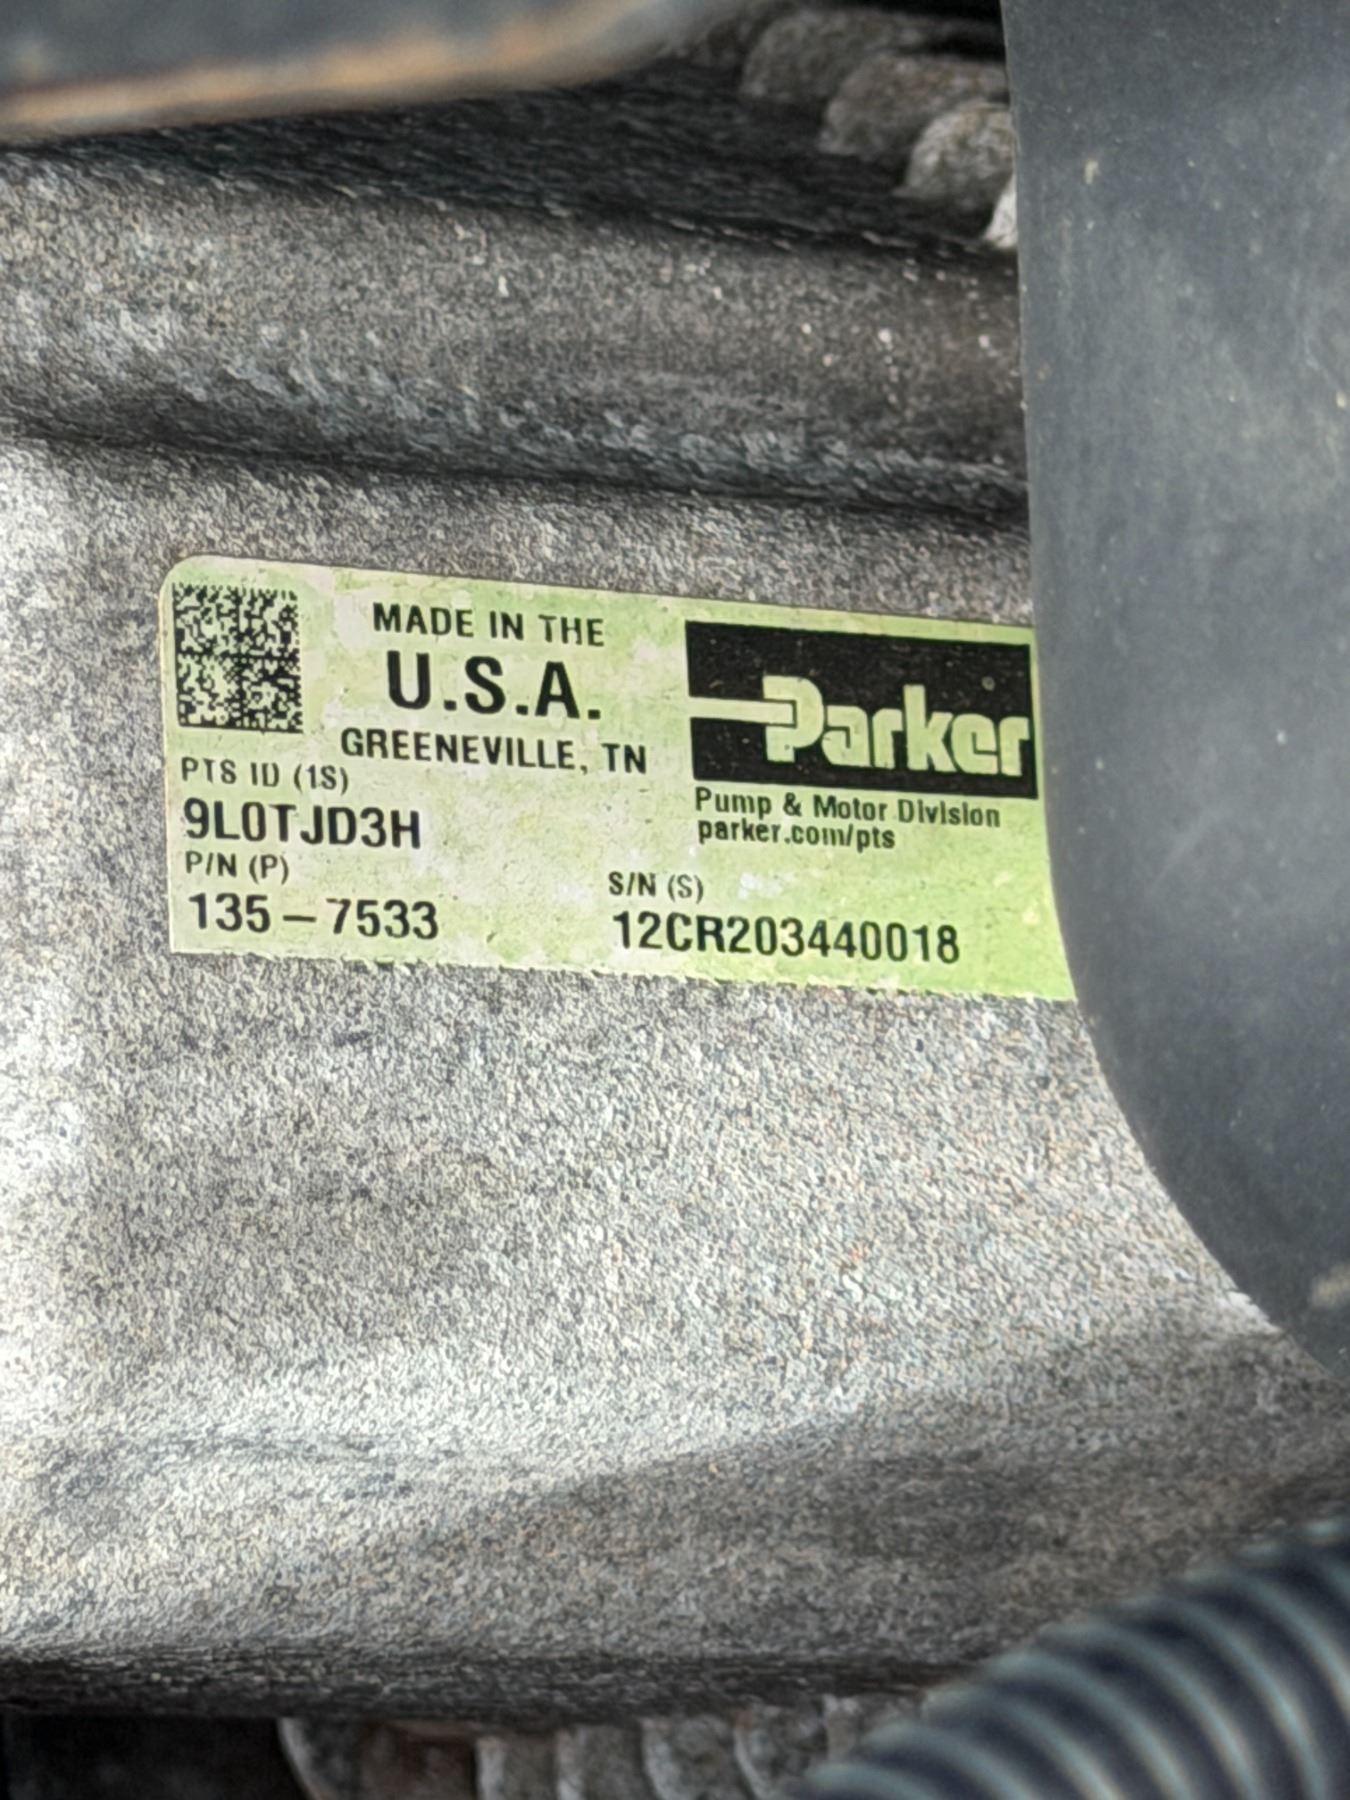 MADE IN THE
U.S.A.
GREENEVILLE, TN
Parker
Pump & Motor Division
parker.com/pts
PTS ID (1S)
9L0TJD3H
P/N (P)
135-7533
S/N (S)
12CR203440018